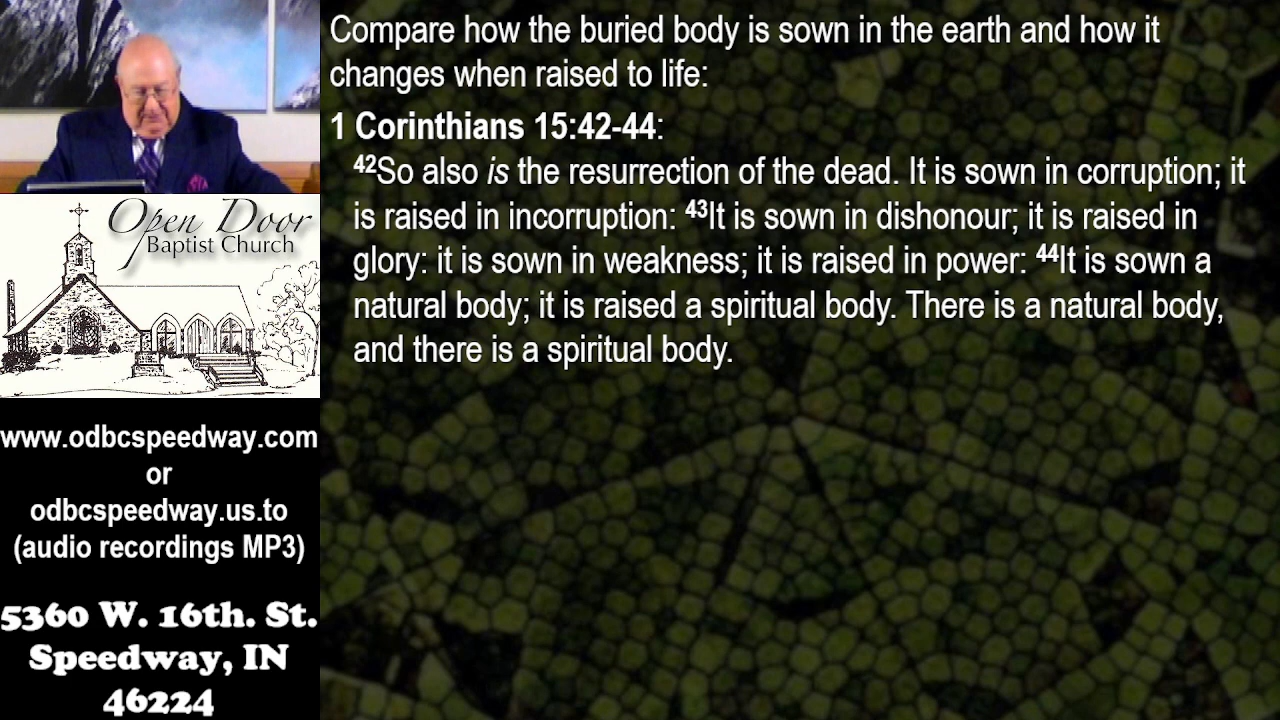 Compare how the buried body is sown in the earth and how it
changes when raised to life:
1 Corinthians 15:42-44:
42So also is the resurrection of the dead. It is sown in corruption; it
is raised in incorruption: 43It is sown in dishonour; it is raised in
glory: it is sown in weakness; it is raised in power: 44It is sown a
natural body; it is raised a spiritual body. There is a natural body,
and there is a spiritual body.
Open Door
Baptist Church
www.odbcspeedway.com
or
odbcspeedway.us.to
(audio recordings MP3)
5360 W. 16th. St.
Speedway, IN
46224